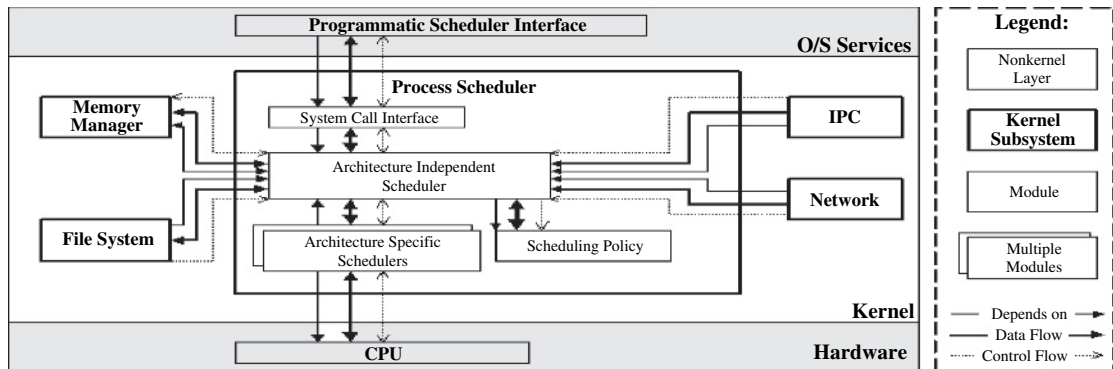 Programmatic Scheduler Interface
O/S Services
Process Scheduler
Memory
Manager
System Call Interface
IPC
Architecture Independent
Scheduler
Network
File System
Architecture Specific
Schedulers
Scheduling Policy
Kernel
CPU
Hardware
Legend:
Nonkernel
Layer
Kernel
Subsystem
Module
Multiple
Modules
Depends on
Data Flow
Control Flow